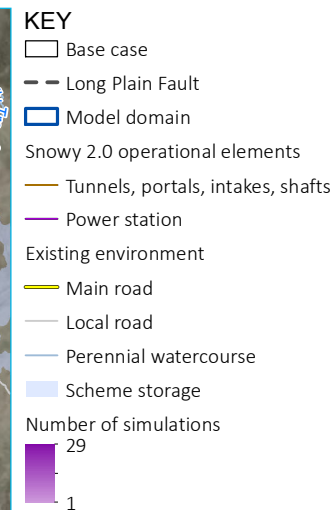 KEY
Base case
Long Plain Fault
Model domain
Snowy 2.0 operational elements
Tunnels, portals, intakes, shafts
Power station
Existing environment
Main road
Local road
Perennial watercourse
Scheme storage
Number of simulations
29
1